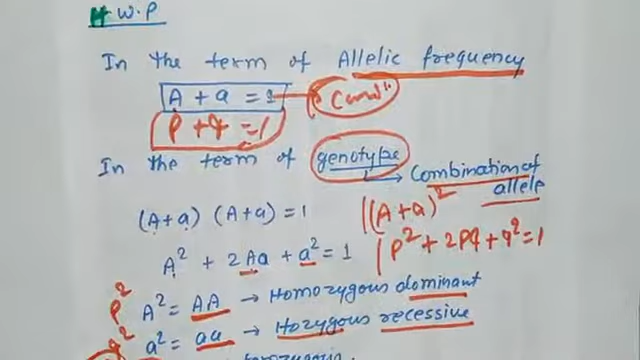 H.W.P
In the term of Allelic frequency
A + a = 1
P + q = 1
In the term of genotype
Combination of
allele
(A+a) (A+a) = 1
(A+a)²
A² + 2Aa + a² = 1
P² + 2Pq + q² = 1
P² A² = AA → Homozygous dominant
q² a² = aa → Hozygous recessive